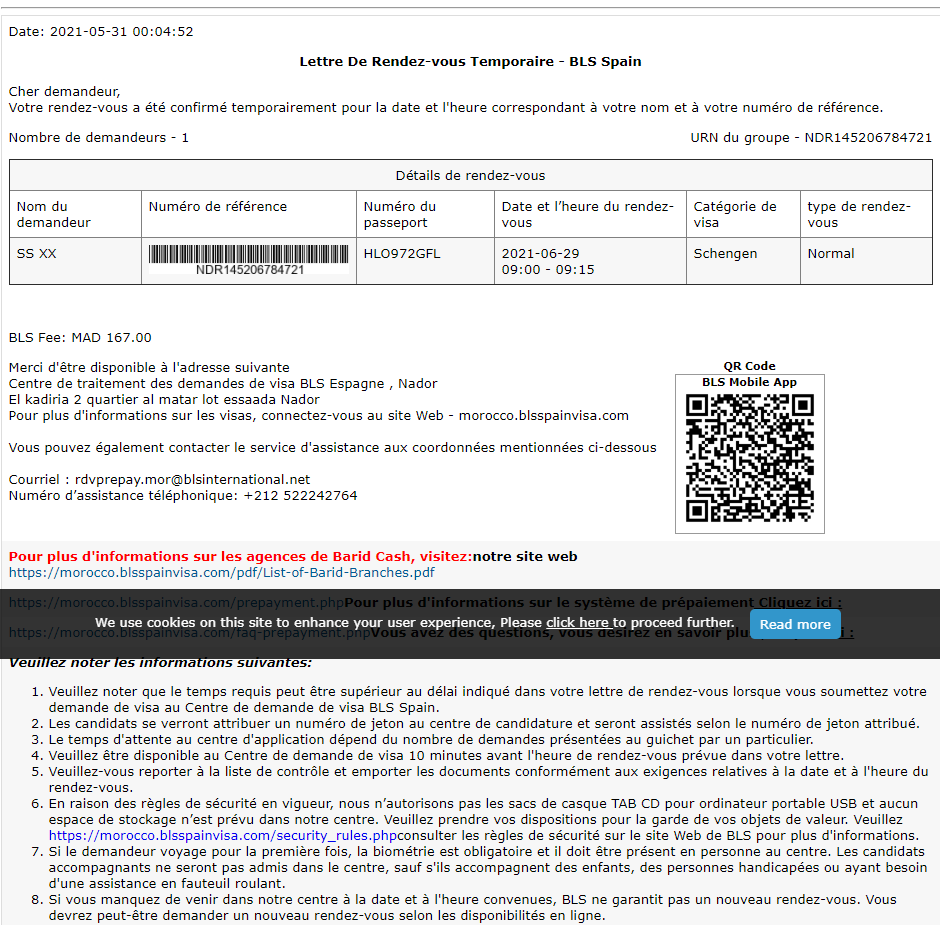 Date: 2021-05-31 00:04:52
Lettre De Rendez-vous Temporaire - BLS Spain
Cher demandeur,
Votre rendez-vous a été confirmé temporairement pour la date et l'heure correspondant à votre nom et à votre numéro de référence.
Nombre de demandeurs - 1
URN du groupe - NDR145206784721
Détails de rendez-vous
Nom du demandeur
Numéro de référence
Numéro du passeport
Date et l’heure du rendez-vous
Catégorie de visa
type de rendez-vous
SS XX
NDR145206784721
HLO972GFL
2021-06-29
09:00 - 09:15
Schengen
Normal
BLS Fee: MAD 167.00
Merci d'être disponible à l'adresse suivante
Centre de traitement des demandes de visa BLS Espagne , Nador
El kadiria 2 quartier al matar lot essaada Nador
Pour plus d'informations sur les visas, connectez-vous au site Web - morocco.blsspainvisa.com
Vous pouvez également contacter le service d'assistance aux coordonnées mentionnées ci-dessous
Courriel : rdvprepay.mor@blsinternational.net
Numéro d’assistance téléphonique: +212 522242764
QR Code
BLS Mobile App
Pour plus d'informations sur les agences de Barid Cash, visitez:notre site web
https://morocco.blsspainvisa.com/pdf/List-of-Barid-Branches.pdf
https://morocco.blsspainvisa.com/prepayment.phpPour plus d'informations sur le système de prépaiement Cliquez ici :
We use cookies on this site to enhance your user experience, Please click here to proceed further.
Read more
https://morocco.blsspainvisa.com/faq-prepayment.phpVous avez des questions, vous désirez en savoir
Veuillez noter les informations suivantes:
1. Veuillez noter que le temps requis peut être supérieur au délai indiqué dans votre lettre de rendez-vous lorsque vous soumettez votre
demande de visa au Centre de demande de visa BLS Spain.
2. Les candidats se verront attribuer un numéro de jeton au centre de candidature et seront assistés selon le numéro de jeton attribué.
3. Le temps d'attente au centre d'application dépend du nombre de demandes présentées au guichet par un particulier.
4. Veuillez être disponible au Centre de demande de visa 10 minutes avant l'heure de rendez-vous prévue dans votre lettre.
5. Veuillez-vous reporter à la liste de contrôle et emporter les documents conformément aux exigences relatives à la date et à l'heure du
rendez-vous.
6. En raison des règles de sécurité en vigueur, nous n’autorisons pas les sacs de casque TAB CD pour ordinateur portable USB et aucun
espace de stockage n’est prévu dans notre centre. Veuillez prendre vos dispositions pour la garde de vos objets de valeur. Veuillez
https://morocco.blsspainvisa.com/security_rules.phpconsulter les règles de sécurité sur le site Web de BLS pour plus d'informations.
7. Si le demandeur voyage pour la première fois, la biométrie est obligatoire et il doit être présent en personne au centre. Les candidats
accompagnants ne seront pas admis dans le centre, sauf s'ils accompagnent des enfants, des personnes handicapées ou ayant besoin
d'une assistance en fauteuil roulant.
8. Si vous manquez de venir dans notre centre à la date et à l'heure convenues, BLS ne garantit pas un nouveau rendez-vous. Vous
devrez peut-être demander un nouveau rendez-vous selon les disponibilités en ligne.